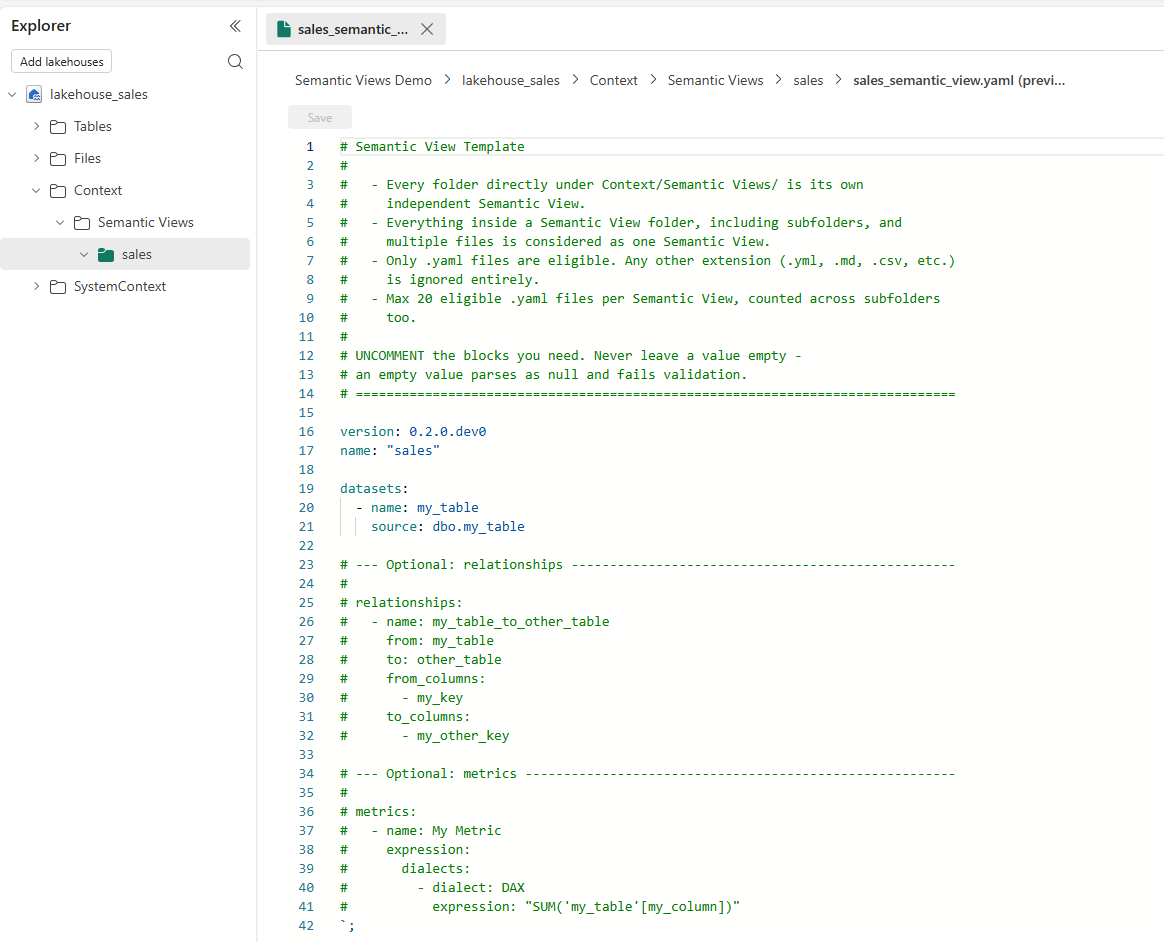 Explorer
Add lakehouses
lakehouse_sales
Tables
Files
Context
Semantic Views
sales
SystemContext
sales_semantic_...
Semantic Views Demo > lakehouse_sales > Context > Semantic Views > sales > sales_semantic_view.yaml (previ...
Save
1 # Semantic View Template
2 #
3 #   - Every folder directly under Context/Semantic Views/ is its own
4 #     independent Semantic View.
5 #   - Everything inside a Semantic View folder, including subfolders, and
6 #     multiple files is considered as one Semantic View.
7 #   - Only .yaml files are eligible. Any other extension (.yml, .md, .csv, etc.)
8 #     is ignored entirely.
9 #   - Max 20 eligible .yaml files per Semantic View, counted across subfolders
10 #     too.
11 #
12 # UNCOMMENT the blocks you need. Never leave a value empty -
13 # an empty value parses as null and fails validation.
14 # ==============================================================================
15
16 version: 0.2.0.dev0
17 name: "sales"
18
19 datasets:
20   - name: my_table
21     source: dbo.my_table
22
23 # --- Optional: relationships --------------------------------------------------
24 #
25 # relationships:
26 #   - name: my_table_to_other_table
27 #     from: my_table
28 #     to: other_table
29 #     from_columns:
30 #       - my_key
31 #     to_columns:
32 #       - my_other_key
33
34 # --- Optional: metrics --------------------------------------------------------
35 #
36 # metrics:
37 #   - name: My Metric
38 #     expression:
39 #       dialects:
40 #         - dialect: DAX
41 #           expression: "SUM('my_table'[my_column])"
42 `;